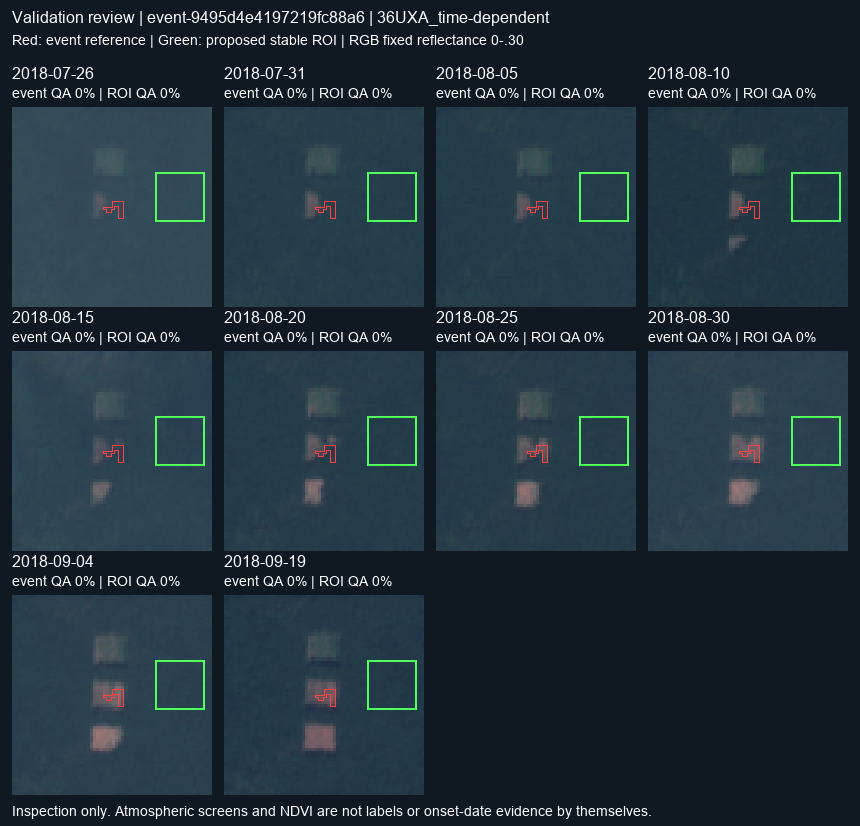 Validation review | event-9495d4e4197219fc88a6 | 36UXA_time-dependent
Red: event reference | Green: proposed stable ROI | RGB fixed reflectance 0-.30
2018-07-26
event QA 0% | ROI QA 0%
2018-07-31
event QA 0% | ROI QA 0%
2018-08-05
event QA 0% | ROI QA 0%
2018-08-10
event QA 0% | ROI QA 0%
2018-08-15
event QA 0% | ROI QA 0%
2018-08-20
event QA 0% | ROI QA 0%
2018-08-25
event QA 0% | ROI QA 0%
2018-08-30
event QA 0% | ROI QA 0%
2018-09-04
event QA 0% | ROI QA 0%
2018-09-19
event QA 0% | ROI QA 0%
Inspection only. Atmospheric screens and NDVI are not labels or onset-date evidence by themselves.